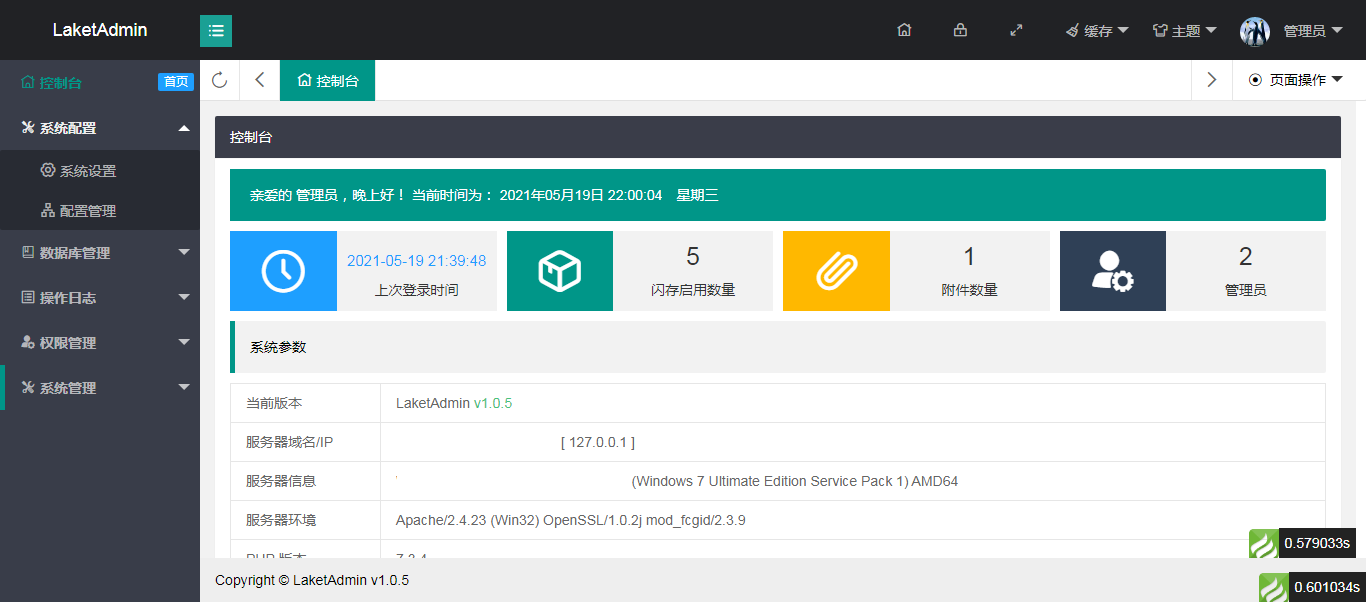 LaketAdmin
缓存
主题
管理员
控制台
首页
系统配置
系统设置
配置管理
数据库管理
操作日志
权限管理
系统管理
控制台
页面操作
控制台
亲爱的 管理员，晚上好！ 当前时间为： 2021年05月19日 22:00:04 星期三
2021-05-19 21:39:48
上次登录时间
5
闪存启用数量
1
附件数量
2
管理员
系统参数
当前版本 LaketAdmin v1.0.5
服务器域名/IP [ 127.0.0.1 ]
服务器信息 (Windows 7 Ultimate Edition Service Pack 1) AMD64
服务器环境 Apache/2.4.23 (Win32) OpenSSL/1.0.2j mod_fcgid/2.3.9
PHP 版本
0.579033s
Copyright © LaketAdmin v1.0.5
0.601034s